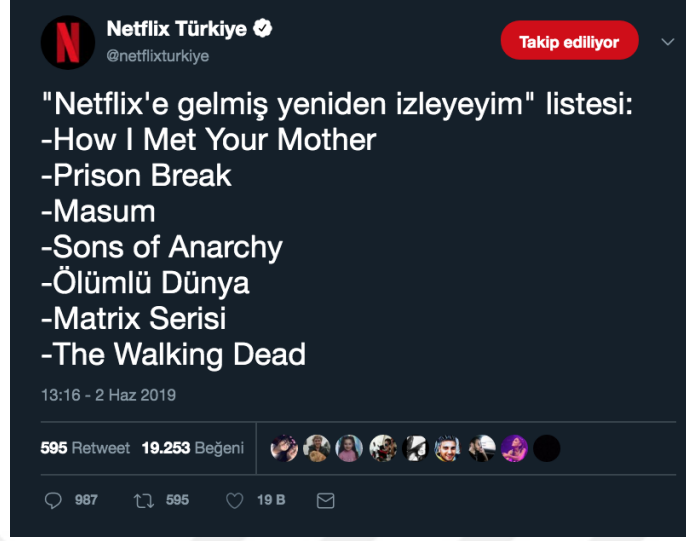 Netflix Türkiye
@netflixturkiye
Takip ediliyor
"Netflix'e gelmiş yeniden izleyeyim" listesi:
-How I Met Your Mother
-Prison Break
-Masum
-Sons of Anarchy
-Ölümlü Dünya
-Matrix Serisi
-The Walking Dead
13:16 - 2 Haz 2019
595 Retweet 19.253 Beğeni
987 595 19 B